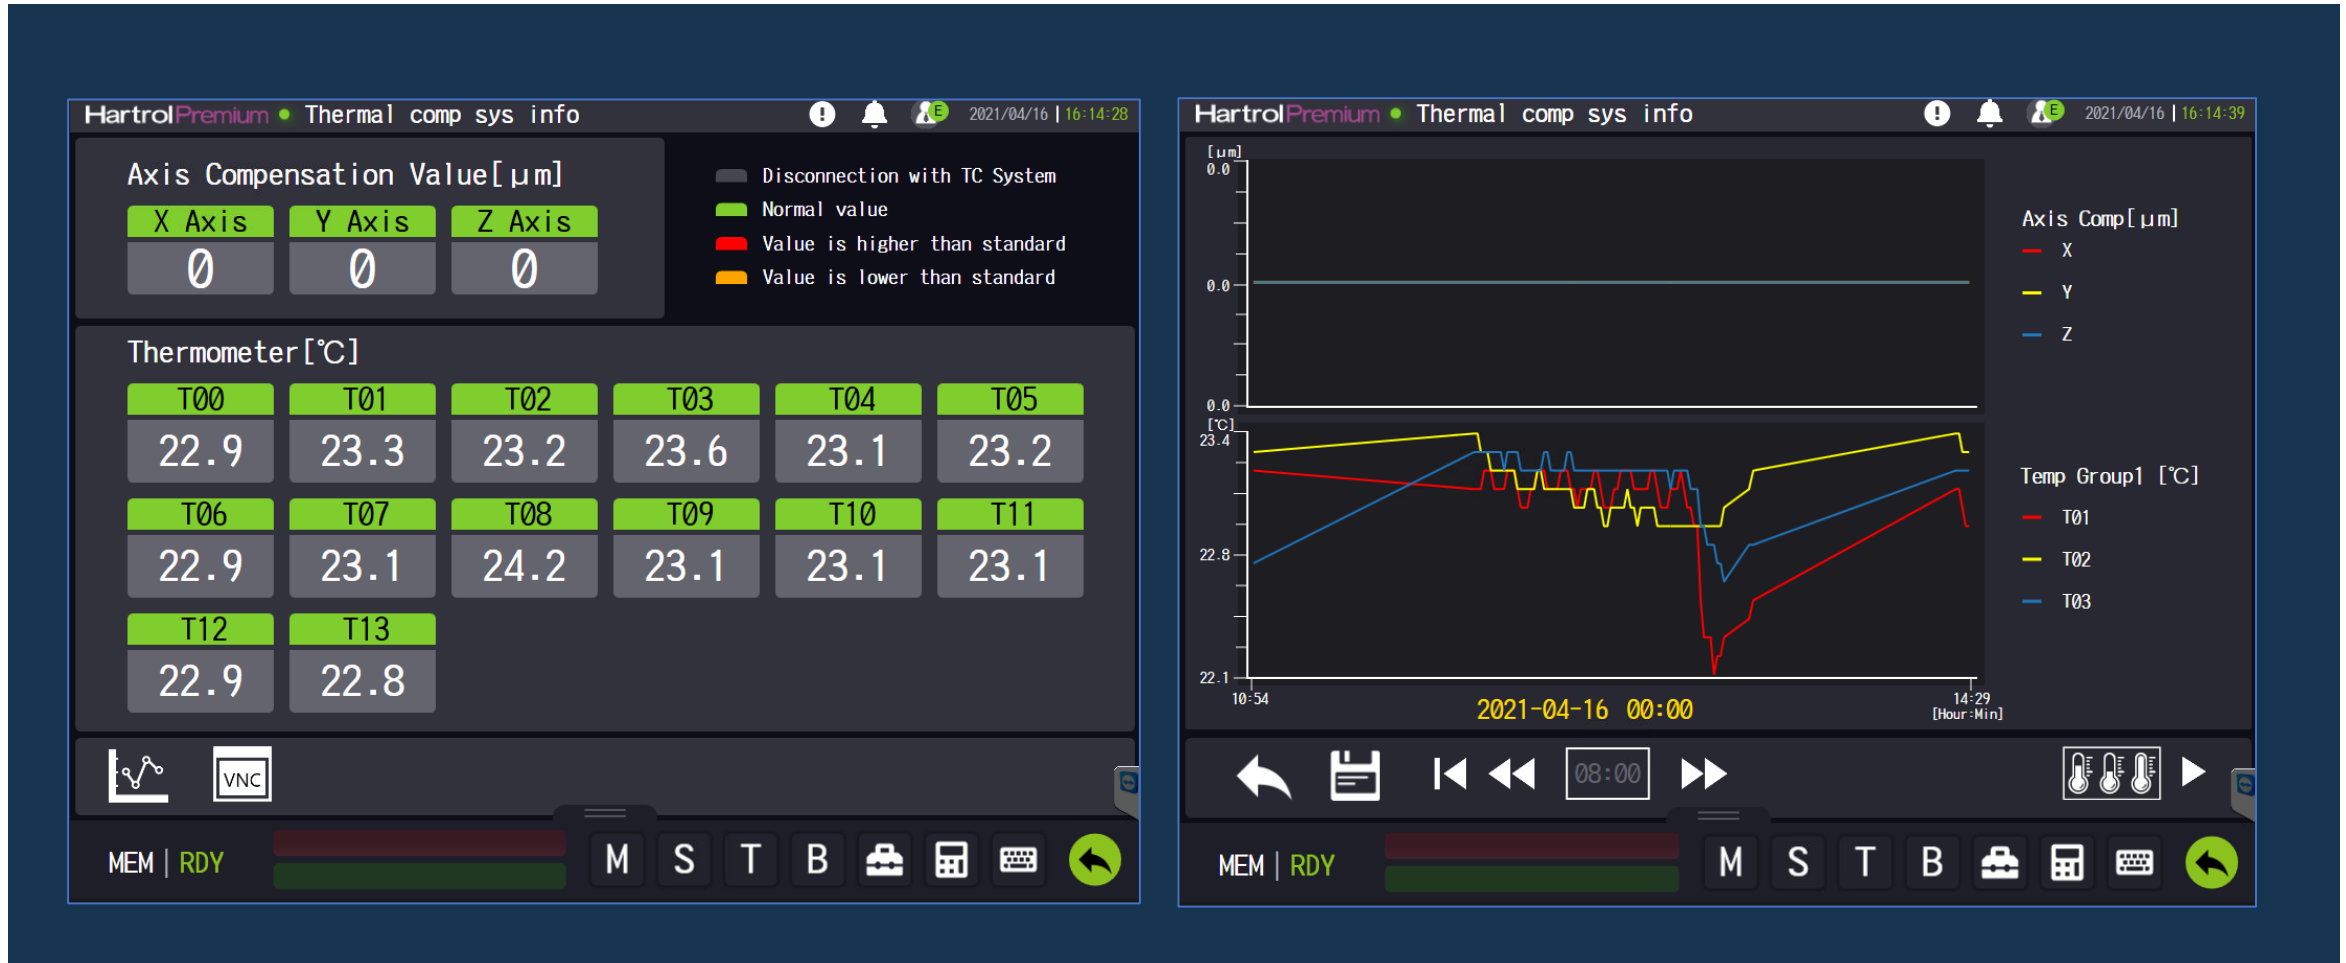 Hartrol Premium • Thermal comp sys info E 2021/04/16 | 16:14:28
Axis Compensation Value[μm]
X Axis Y Axis Z Axis
0 0 0
Disconnection with TC System
Normal value
Value is higher than standard
Value is lower than standard
Thermometer[℃]
T00 T01 T02 T03 T04 T05
22.9 23.3 23.2 23.6 23.1 23.2
T06 T07 T08 T09 T10 T11
22.9 23.1 24.2 23.1 23.1 23.1
T12 T13
22.9 22.8
VNC
MEM | RDY M S T B
Hartrol Premium • Thermal comp sys info E 2021/04/16 | 16:14:39
[μm]
0.0
0.0
0.0
Axis Comp[μm]
X
Y
Z
[℃]
23.4
22.8
22.1
10:54 14:29
[Hour:Min]
2021-04-16 00:00
Temp Group1 [℃]
T01
T02
T03
08:00
MEM | RDY M S T B